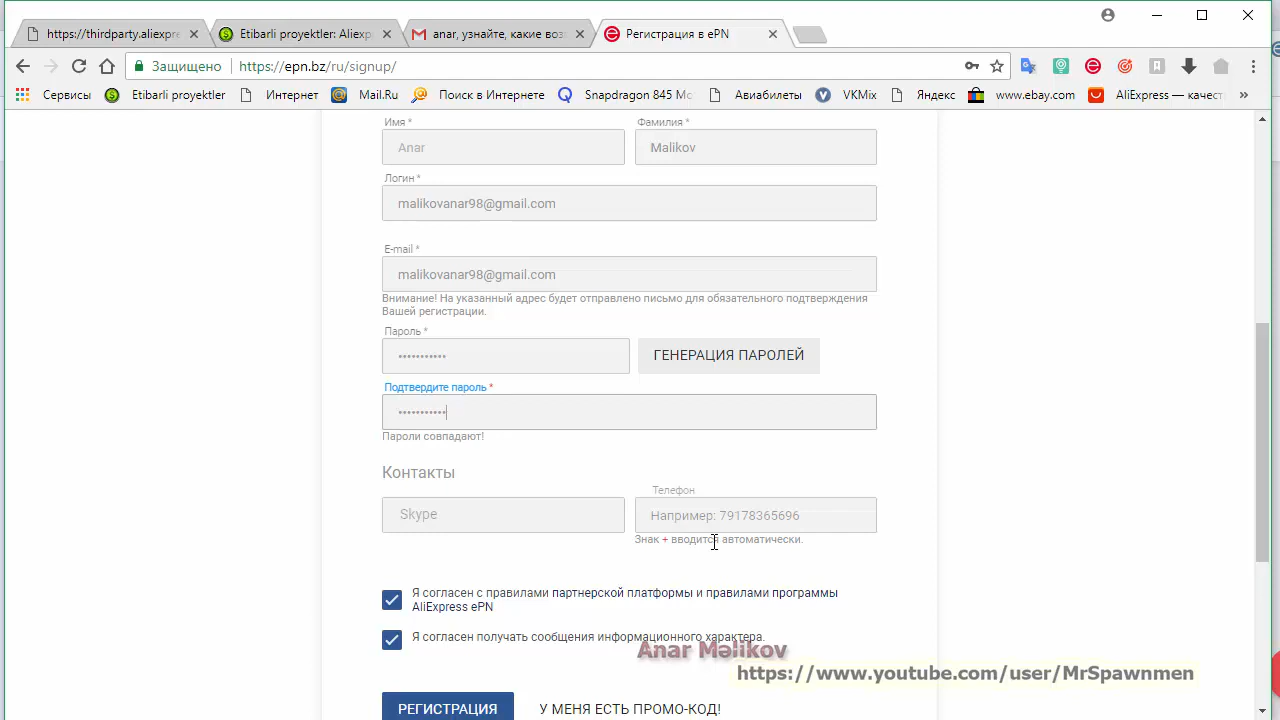 https://thirdparty.aliexpre
Etibarli proyektler: Aliexp
anar, узнайте, какие воз
Регистрация в ePN
Защищено
https://epn.bz/ru/signup/
Сервисы
Etibarli proyektler
Интернет
Mail.Ru
Поиск в Интернете
Snapdragon 845 Mo
Авиабилеты
VKMix
Яндекс
www.ebay.com
AliExpress — качест
»
Имя *
Фамилия *
Anar
Malikov
Логин *
malikovanar98@gmail.com
E-mail *
malikovanar98@gmail.com
Внимание! На указанный адрес будет отправлено письмо для обязательного подтверждения
Вашей регистрации.
Пароль *
•••••••••••
ГЕНЕРАЦИЯ ПАРОЛЕЙ
Подтвердите пароль *
•••••••••••
Пароли совпадают!
Контакты
Телефон
Skype
Например: 79178365696
Знак + вводится автоматически.
Я согласен с правилами партнерской платформы и правилами программы
AliExpress ePN
Я согласен получать сообщения информационного характера.
Anar Məlikov
https://www.youtube.com/user/MrSpawnmen
РЕГИСТРАЦИЯ
У МЕНЯ ЕСТЬ ПРОМО-КОД!